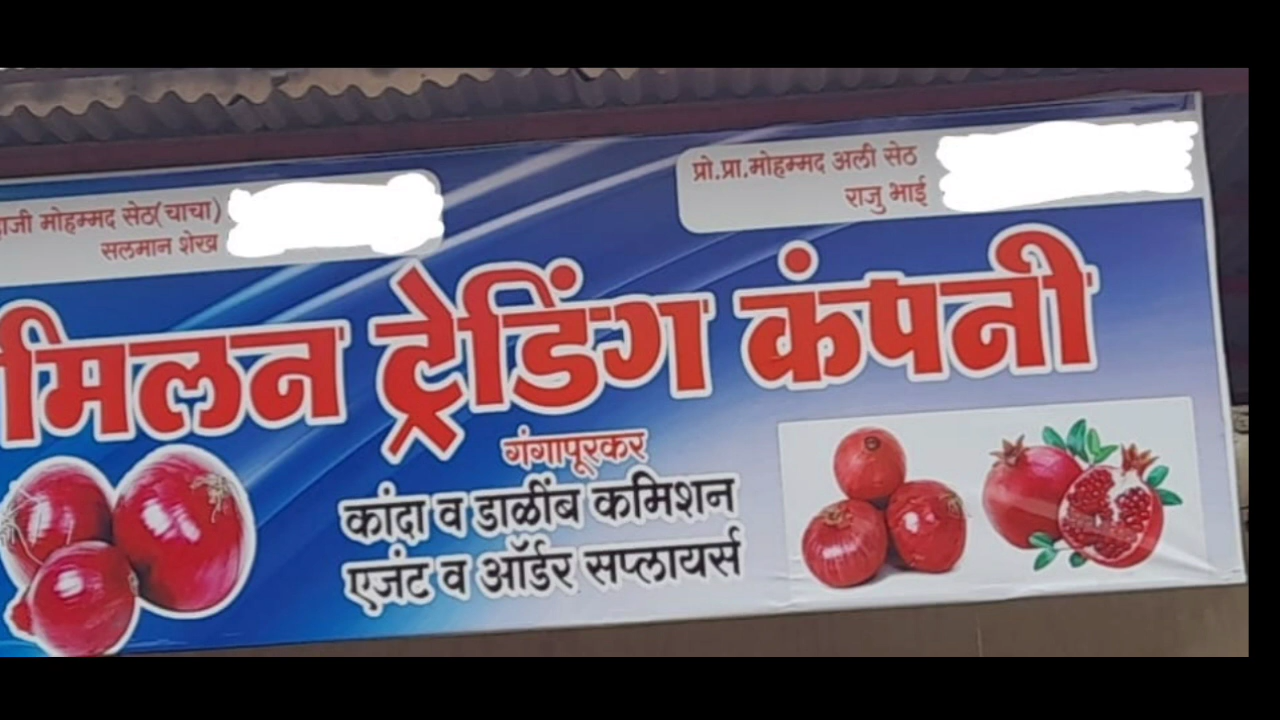 मोहम्मद सेठ(चाचा)
सलमान शेख
प्रो.प्रा.मोहम्मद अली सेठ
राजु भाई
मिलन ट्रेडिंग कंपनी
गंगापूरकर
कांदा व डाळींब कमिशन
एजंट व ऑर्डर सप्लायर्स